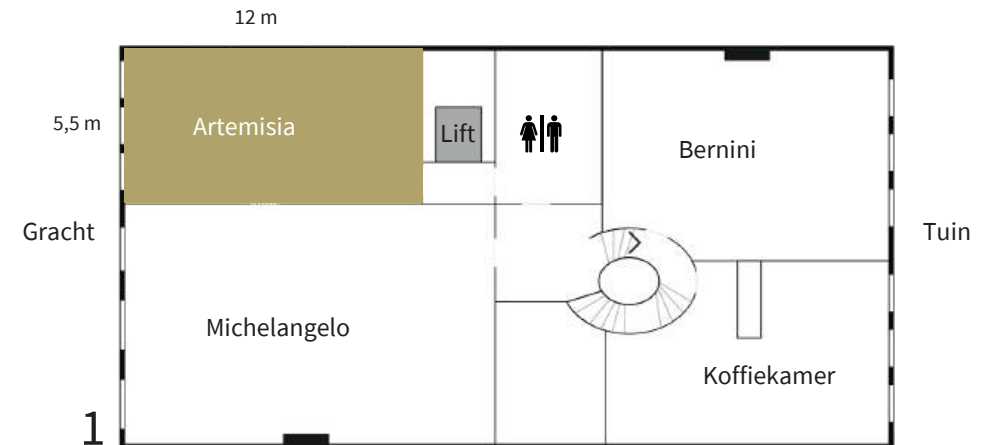 12 m
5,5 m
Artemisia
Lift
Bernini
Gracht
Tuin
Michelangelo
Koffiekamer
1